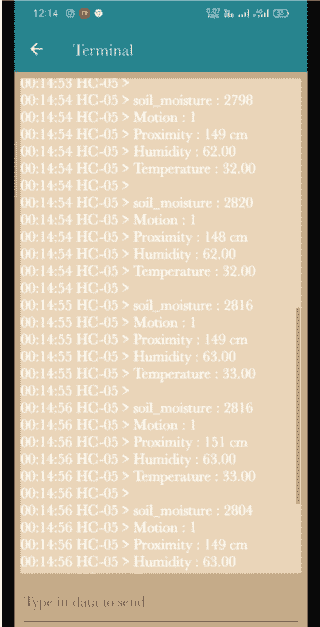 12:14
Terminal
00:14:53 HC-05 >
00:14:54 HC-05 > soil_moisture : 2798
00:14:54 HC-05 > Motion : 1
00:14:54 HC-05 > Proximity : 149 cm
00:14:54 HC-05 > Humidity : 62.00
00:14:54 HC-05 > Temperature : 32.00
00:14:54 HC-05 >
00:14:54 HC-05 > soil_moisture : 2820
00:14:54 HC-05 > Motion : 1
00:14:54 HC-05 > Proximity : 148 cm
00:14:54 HC-05 > Humidity : 62.00
00:14:54 HC-05 > Temperature : 32.00
00:14:54 HC-05 >
00:14:55 HC-05 > soil_moisture : 2816
00:14:55 HC-05 > Motion : 1
00:14:55 HC-05 > Proximity : 149 cm
00:14:55 HC-05 > Humidity : 63.00
00:14:55 HC-05 > Temperature : 33.00
00:14:55 HC-05 >
00:14:56 HC-05 > soil_moisture : 2816
00:14:56 HC-05 > Motion : 1
00:14:56 HC-05 > Proximity : 151 cm
00:14:56 HC-05 > Humidity : 63.00
00:14:56 HC-05 > Temperature : 33.00
00:14:56 HC-05 >
00:14:56 HC-05 > soil_moisture : 2804
00:14:56 HC-05 > Motion : 1
00:14:56 HC-05 > Proximity : 149 cm
00:14:56 HC-05 > Humidity : 63.00
Type in data to send